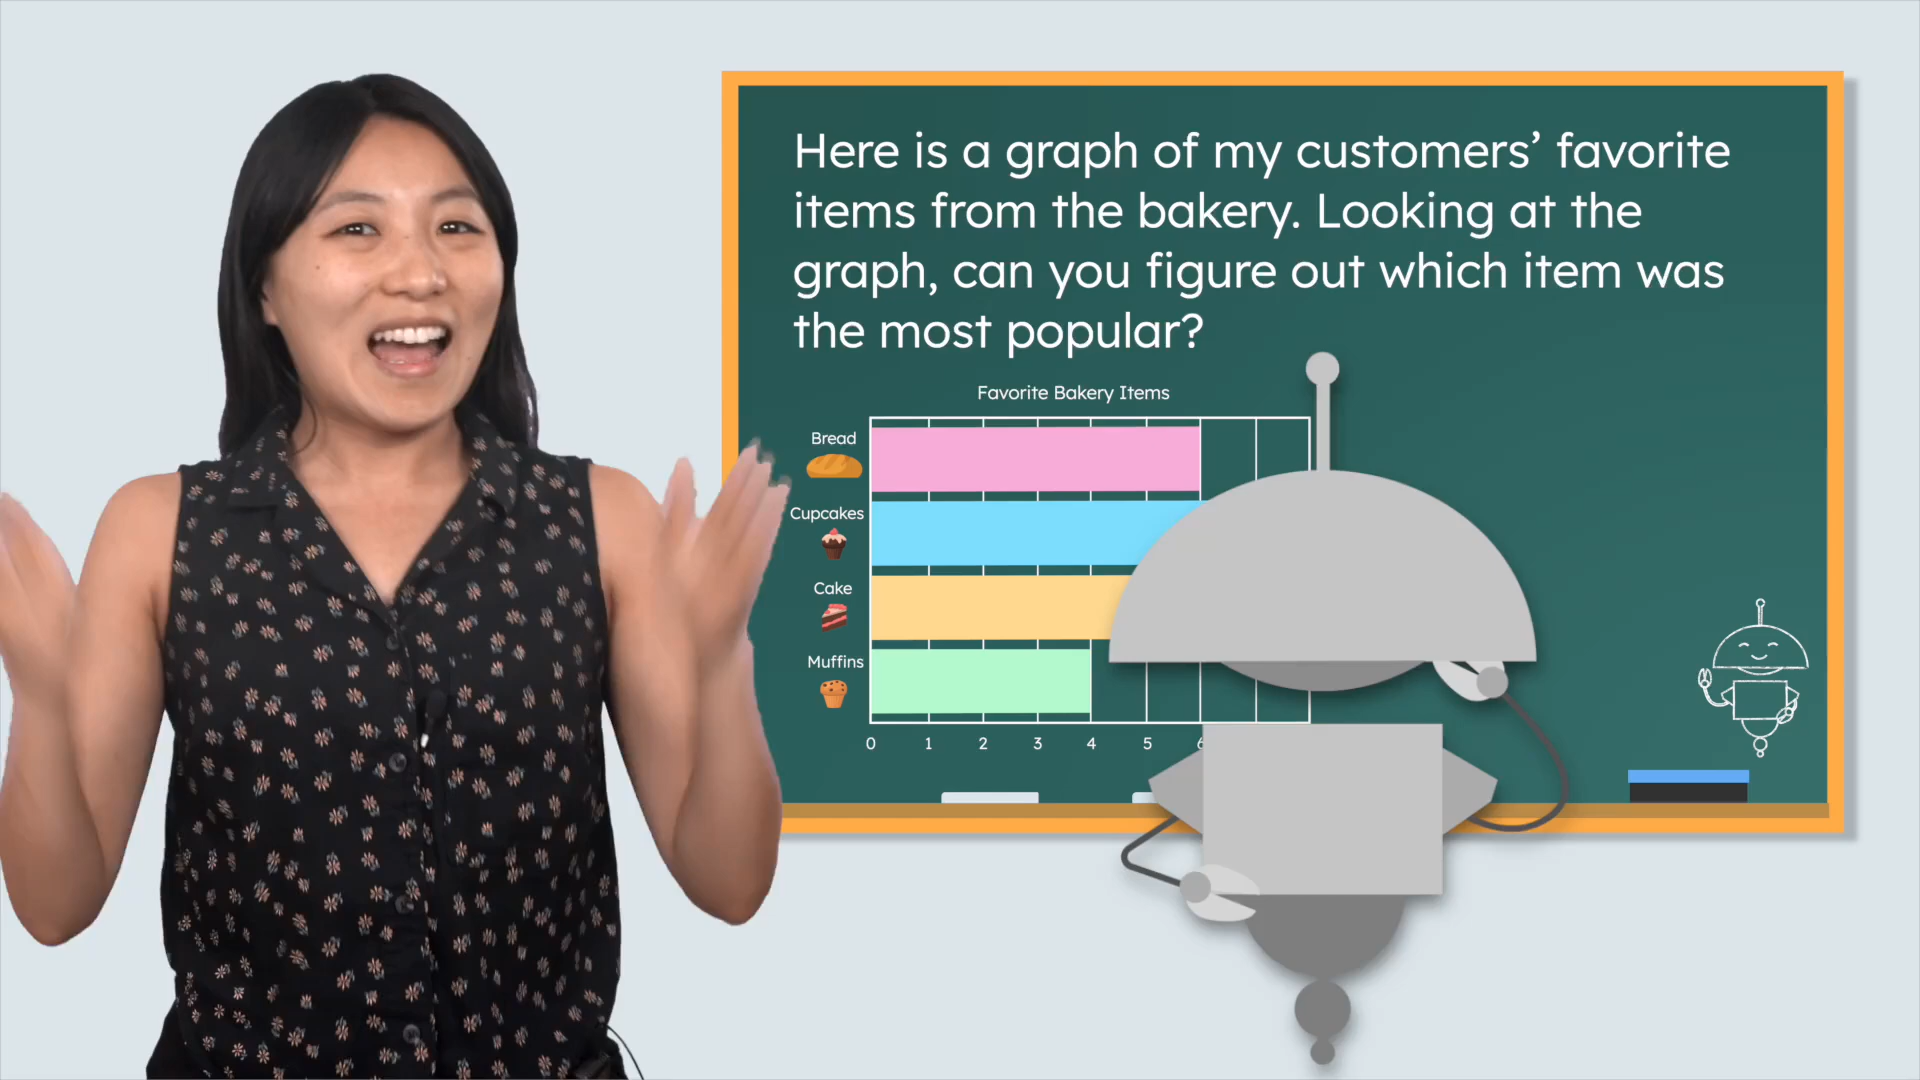 Here is a graph of my customers’ favorite
items from the bakery. Looking at the
graph, can you figure out which item was
the most popular?
Favorite Bakery Items
Bread
Cupcakes
Cake
Muffins
0 1 2 3 4 5